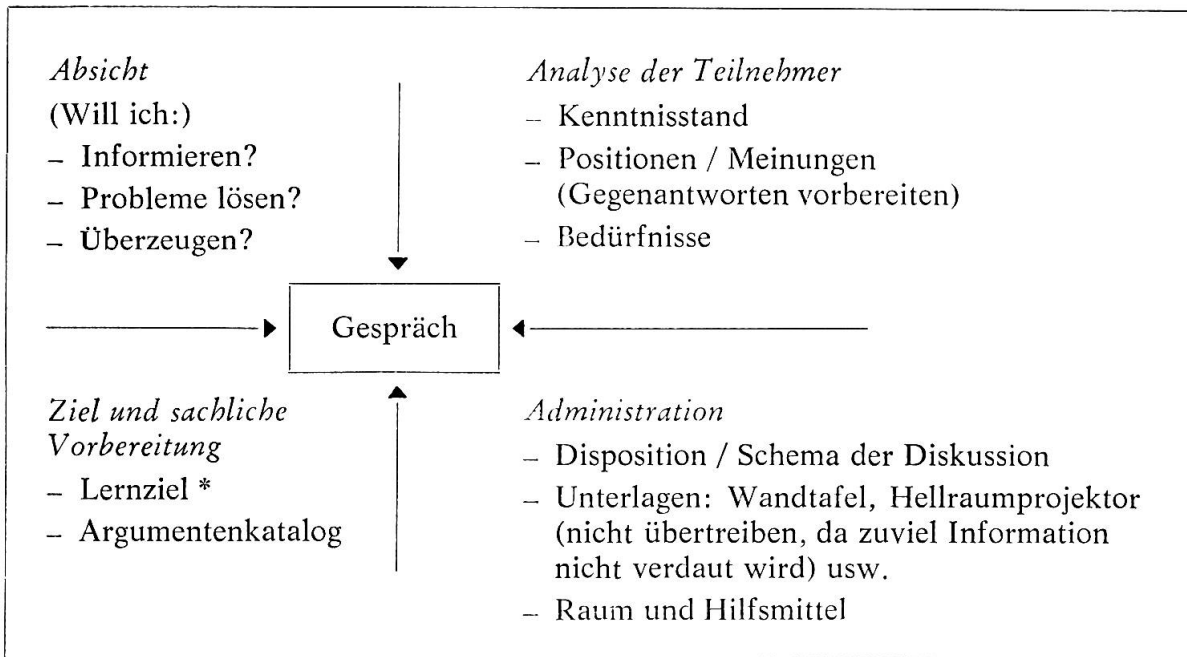 Absicht
(Will ich:)
– Informieren?
– Probleme lösen?
– Überzeugen?
Analyse der Teilnehmer
– Kenntnisstand
– Positionen / Meinungen
(Gegenantworten vorbereiten)
– Bedürfnisse
Gespräch
Ziel und sachliche
Vorbereitung
– Lernziel *
– Argumentenkatalog
Administration
– Disposition / Schema der Diskussion
– Unterlagen: Wandtafel, Hellraumprojektor
(nicht übertreiben, da zuviel Information
nicht verdaut wird) usw.
– Raum und Hilfsmittel